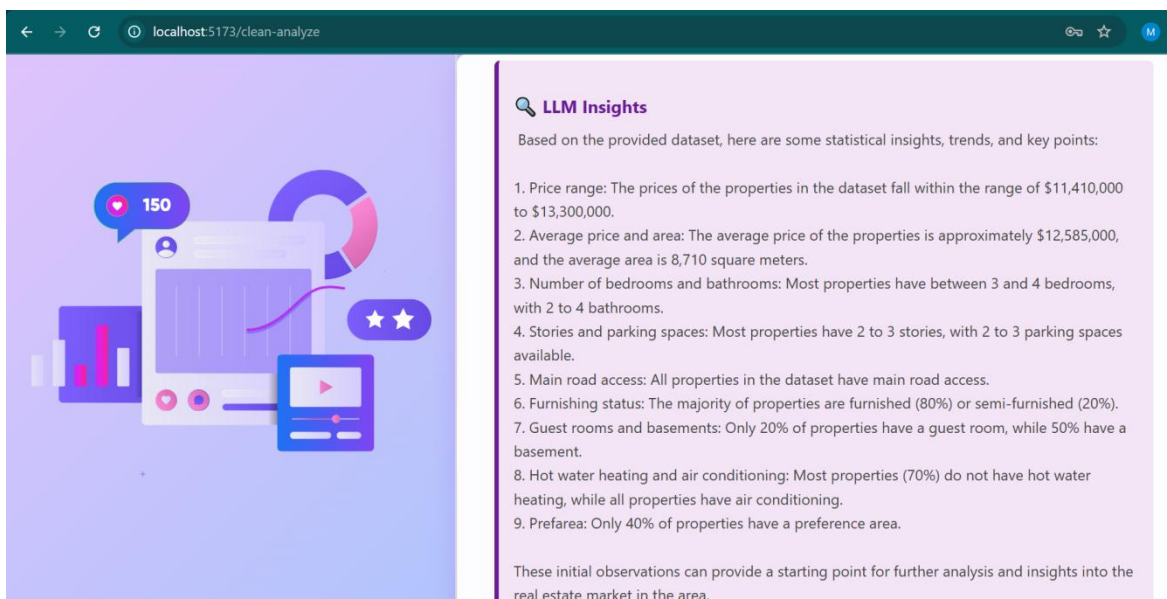 localhost:5173/clean-analyze
M
150
🔍 LLM Insights
Based on the provided dataset, here are some statistical insights, trends, and key points:
1. Price range: The prices of the properties in the dataset fall within the range of $11,410,000
to $13,300,000.
2. Average price and area: The average price of the properties is approximately $12,585,000,
and the average area is 8,710 square meters.
3. Number of bedrooms and bathrooms: Most properties have between 3 and 4 bedrooms,
with 2 to 4 bathrooms.
4. Stories and parking spaces: Most properties have 2 to 3 stories, with 2 to 3 parking spaces
available.
5. Main road access: All properties in the dataset have main road access.
6. Furnishing status: The majority of properties are furnished (80%) or semi-furnished (20%).
7. Guest rooms and basements: Only 20% of properties have a guest room, while 50% have a
basement.
8. Hot water heating and air conditioning: Most properties (70%) do not have hot water
heating, while all properties have air conditioning.
9. Prefarea: Only 40% of properties have a preference area.
These initial observations can provide a starting point for further analysis and insights into the
real estate market in the area.